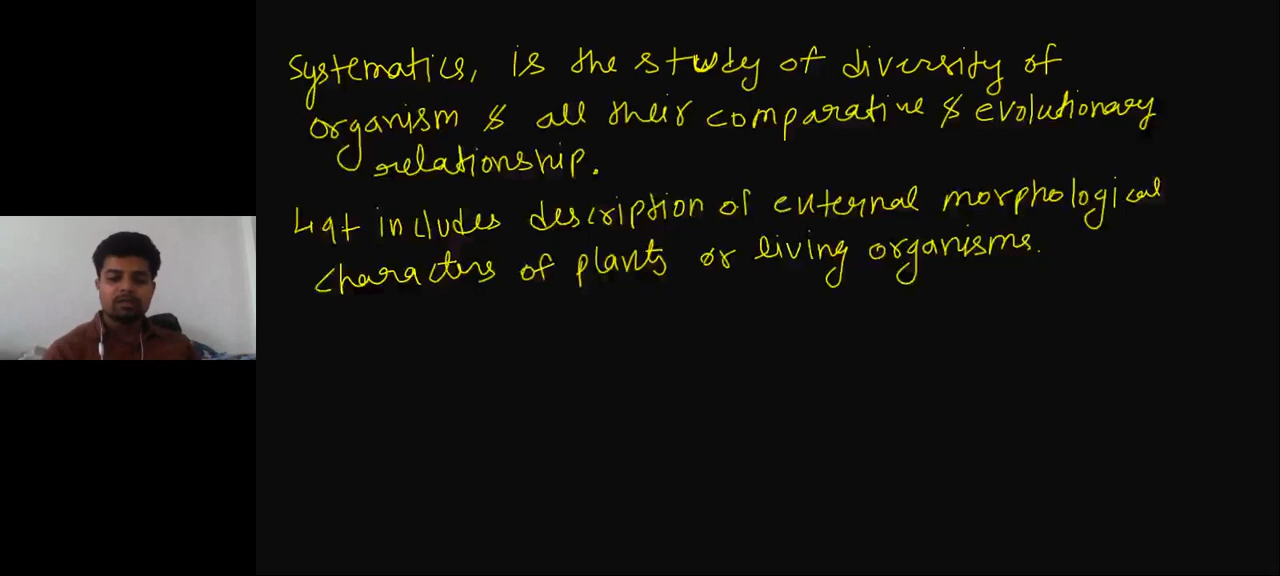 Systematics, is the study of diversity of
organism & all their comparative & evolutionary
relationship.
↳ It includes description of external morphological
characters of plants or living organisms.